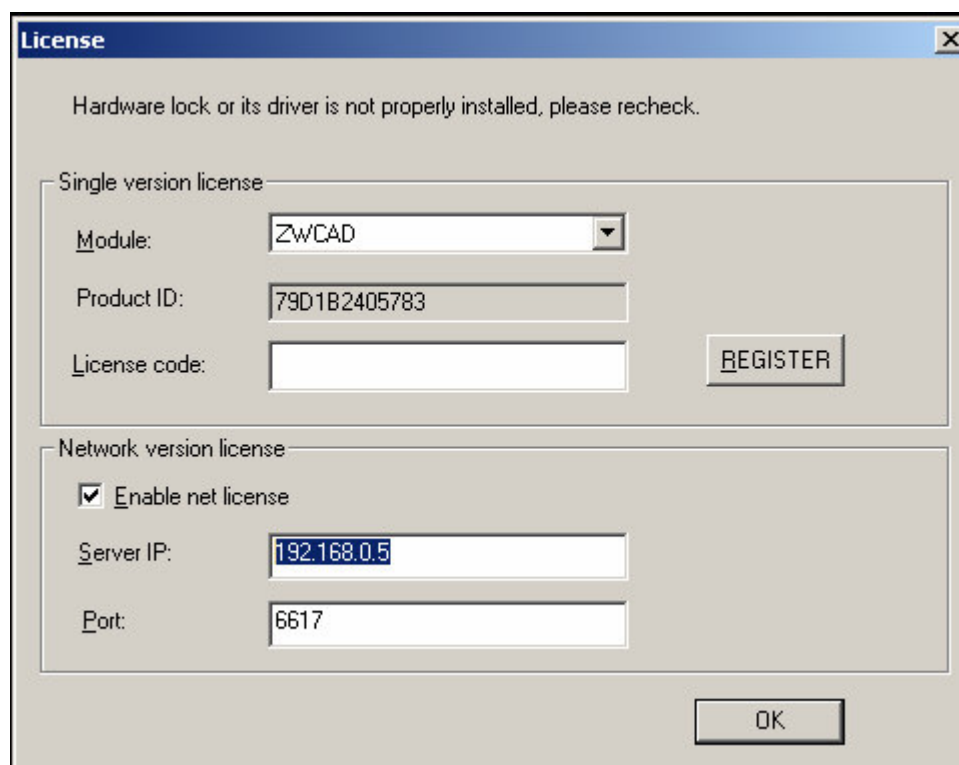 License
Hardware lock or its driver is not properly installed, please recheck.
Single version license
Module: ZWCAD
Product ID: 79D1B2405783
License code:
REGISTER
Network version license
Enable net license
Server IP: 192.168.0.5
Port: 6617
OK